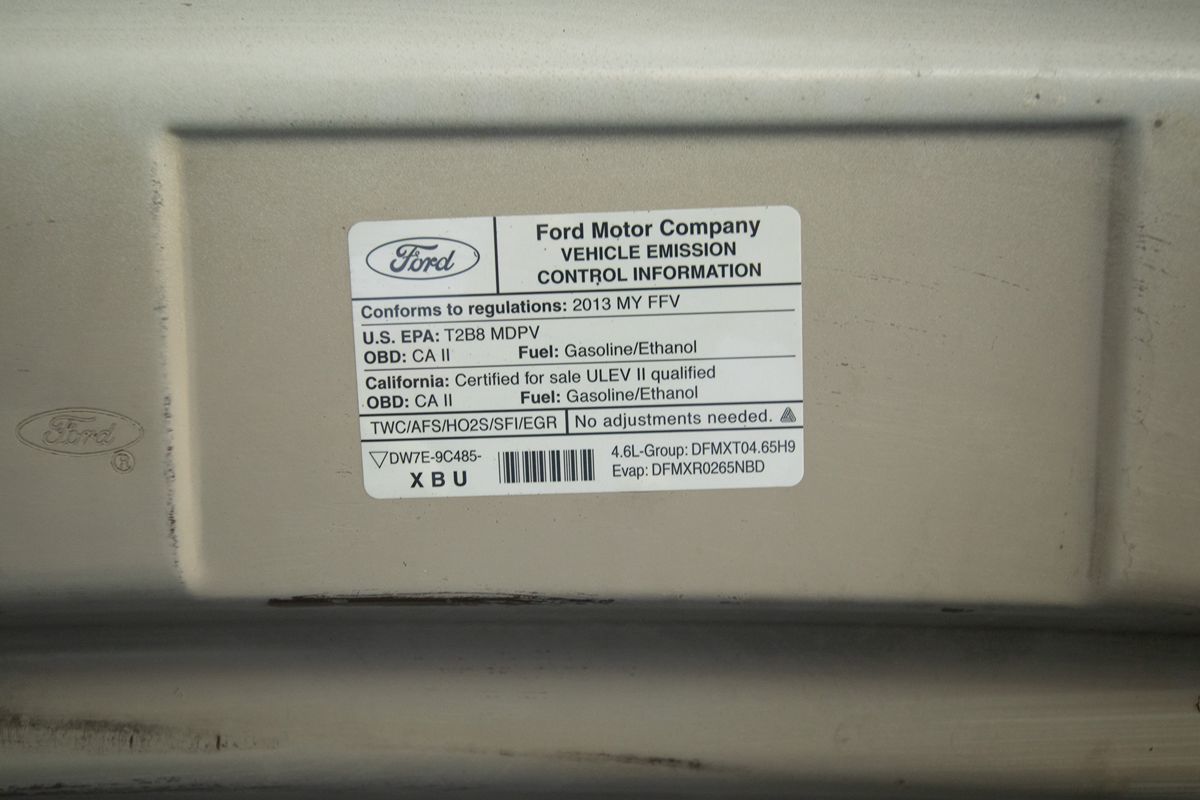 Ford
Ford Motor Company
VEHICLE EMISSION
CONTROL INFORMATION
Conforms to regulations: 2013 MY FFV
U.S. EPA: T2B8 MDPV
OBD: CA II Fuel: Gasoline/Ethanol
California: Certified for sale ULEV II qualified
OBD: CA II Fuel: Gasoline/Ethanol
TWC/AFS/HO2S/SFI/EGR No adjustments needed.
DW7E-9C485-
X B U
4.6L-Group: DFMXT04.65H9
Evap: DFMXR0265NBD
Ford
®